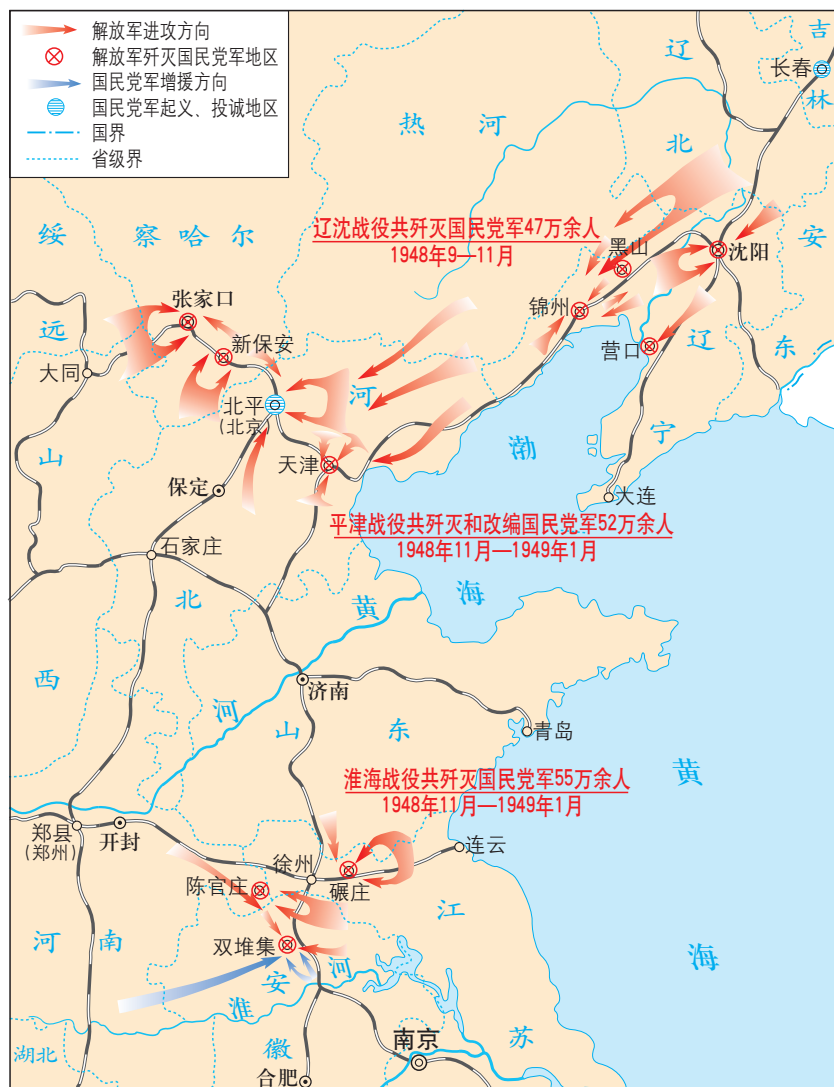 解放军进攻方向
解放军歼灭国民党军地区
国民党军增援方向
国民党军起义、投诚地区
国界
省级界
吉
林
长春
辽
北
热河
绥
远
察哈尔
辽沈战役共歼灭国民党军47万余人
1948年9—11月
黑山
沈阳
安
东
锦州
营口
辽
宁
张家口
新保安
大同
河
北平
(北京)
渤
海
天津
保定
大连
山
西
平津战役共歼灭和改编国民党军52万余人
1948年11月—1949年1月
石家庄
北
黄
河
济南
山东
青岛
淮海战役共歼灭国民党军55万余人
1948年11月—1949年1月
黄
海
郑县
(郑州)
开封
徐州
碾庄
连云
陈官庄
双堆集
河南
江
苏
安
徽
淮
河
湖北
南京
合肥